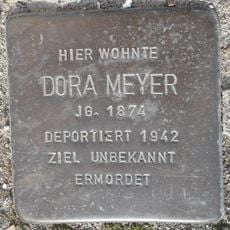 HIER WOHNTE
DORA MEYER
JG. 1874
DEPORTIERT 1942
ZIEL UNBEKANNT
ERMORDET